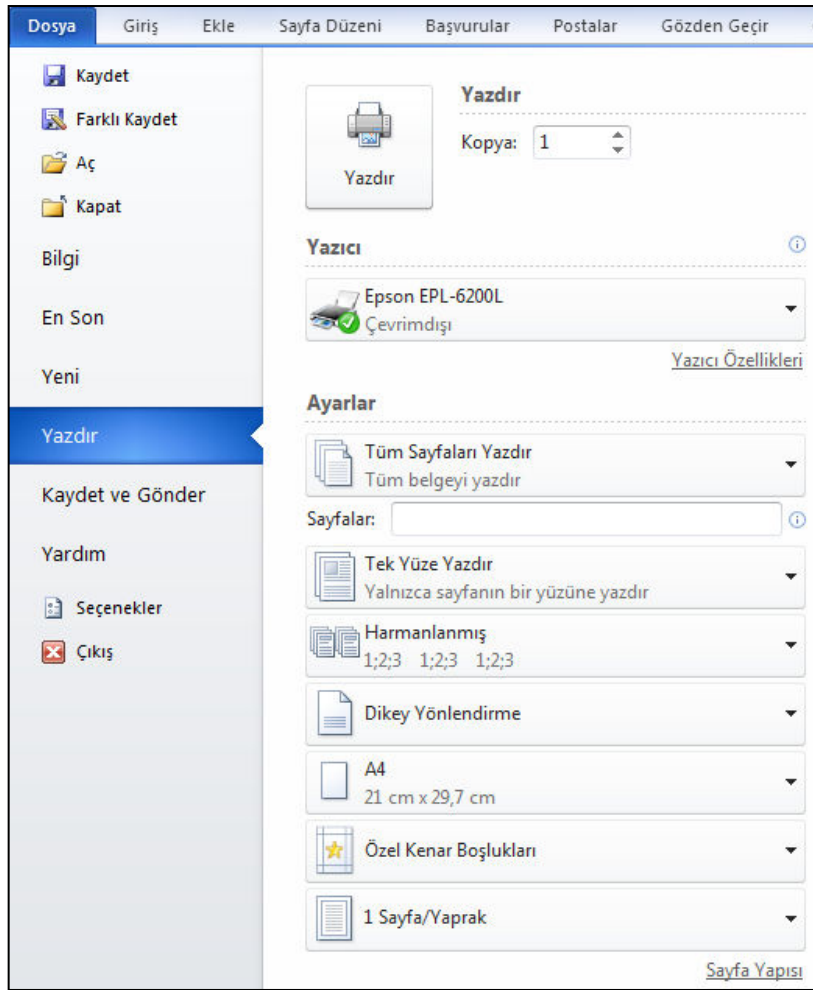 Dosya Giriş Ekle Sayfa Düzeni Başvurular Postalar Gözden Geçir
Kaydet
Farklı Kaydet
Aç
Kapat
Bilgi
En Son
Yeni
Yazdır
Kaydet ve Gönder
Yardım
Seçenekler
Çıkış
Yazdır
Yazdır
Kopya: 1
Yazıcı
Epson EPL-6200L
Çevrimdışı
Yazıcı Özellikleri
Ayarlar
Tüm Sayfaları Yazdır
Tüm belgeyi yazdır
Sayfalar:
Tek Yüze Yazdır
Yalnızca sayfanın bir yüzüne yazdır
Harmanlanmış
1;2;3 1;2;3 1;2;3
Dikey Yönlendirme
A4
21 cm x 29,7 cm
Özel Kenar Boşlukları
1 Sayfa/Yaprak
Sayfa Yapısı